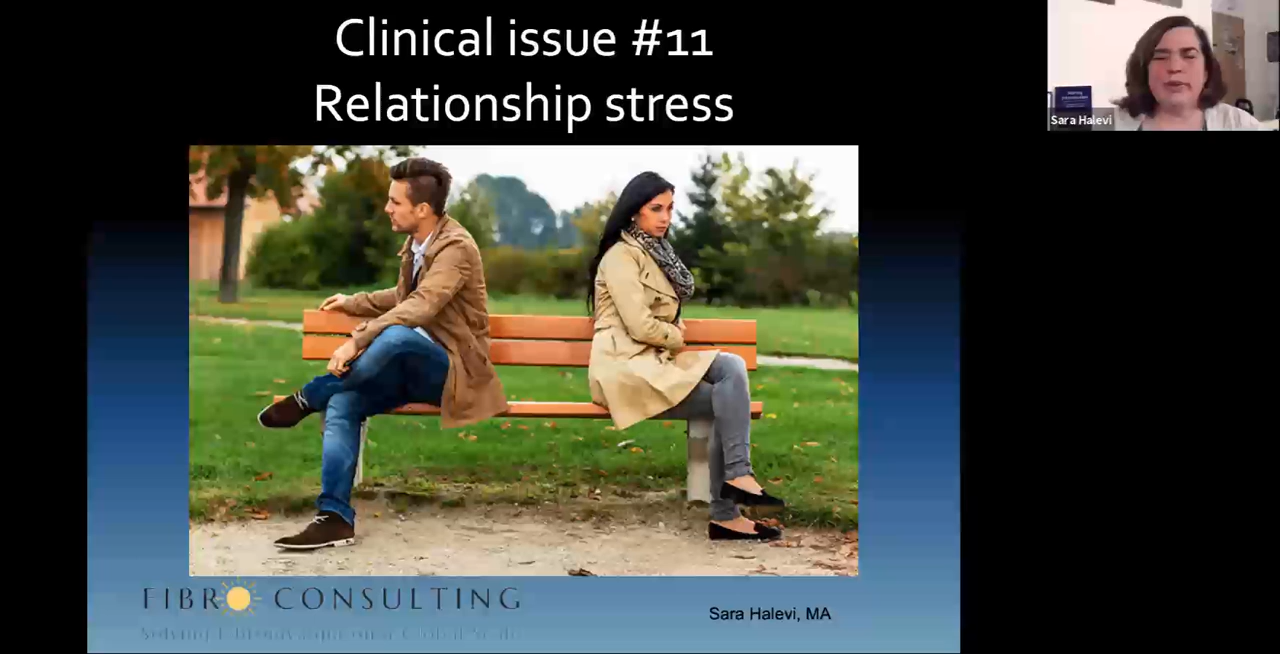 Clinical issue #11
Relationship stress
Sara Halevi
FIBRO CONSULTING
Sara Halevi, MA